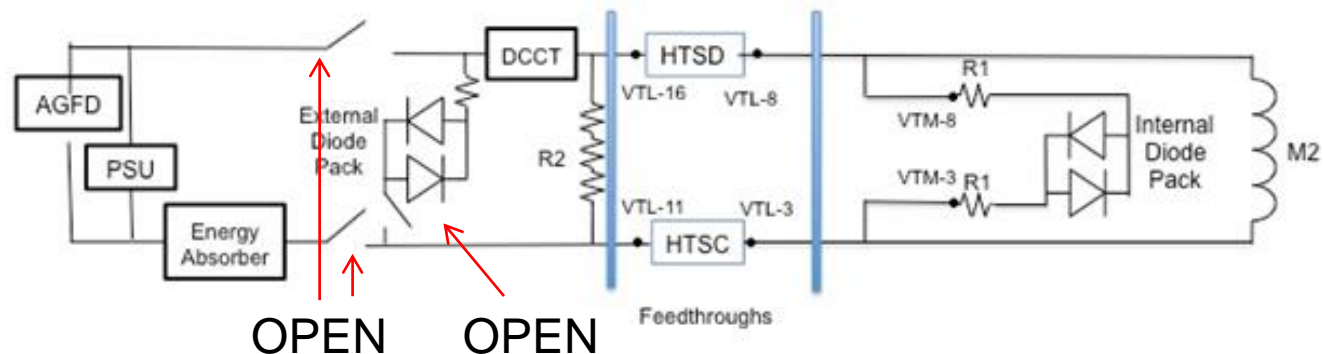 DCCT
HTSD
R1
VTL-16
VTL-8
AGFD
External
Diode
Pack
VTM-8
Internal
Diode
Pack
M2
PSU
R2
VTM-3
R1
VTL-11
VTL-3
Energy
Absorber
HTSC
Feedthroughs
OPEN
OPEN